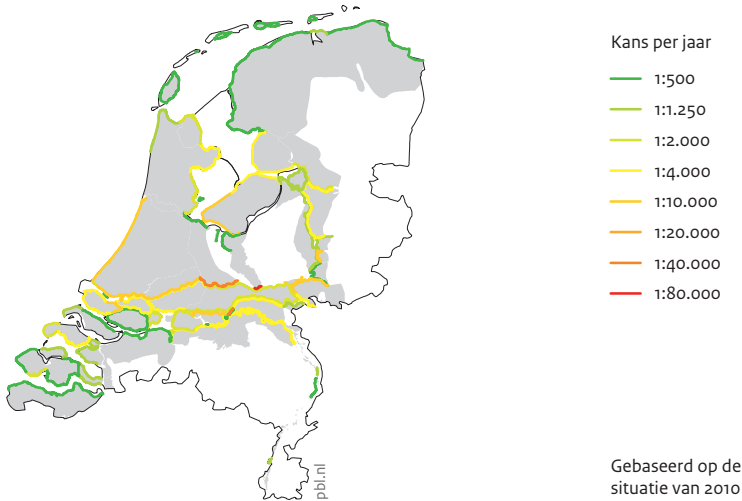 Kans per jaar
1:500
1:1.250
1:2.000
1:4.000
1:10.000
1:20.000
1:40.000
1:80.000
Gebaseerd op de
situatie van 2010
pbl.nl